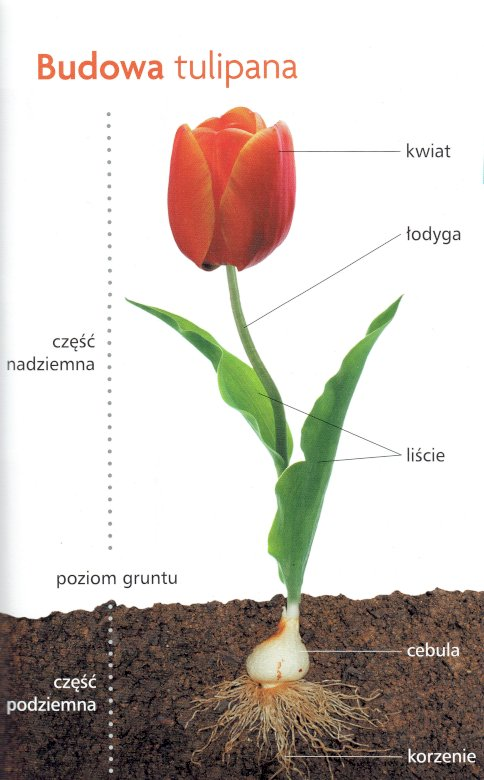 Budowa tulipana
kwiat
łodyga
część
nadziemna
liście
poziom gruntu
cebula
część
podziemna
korzenie